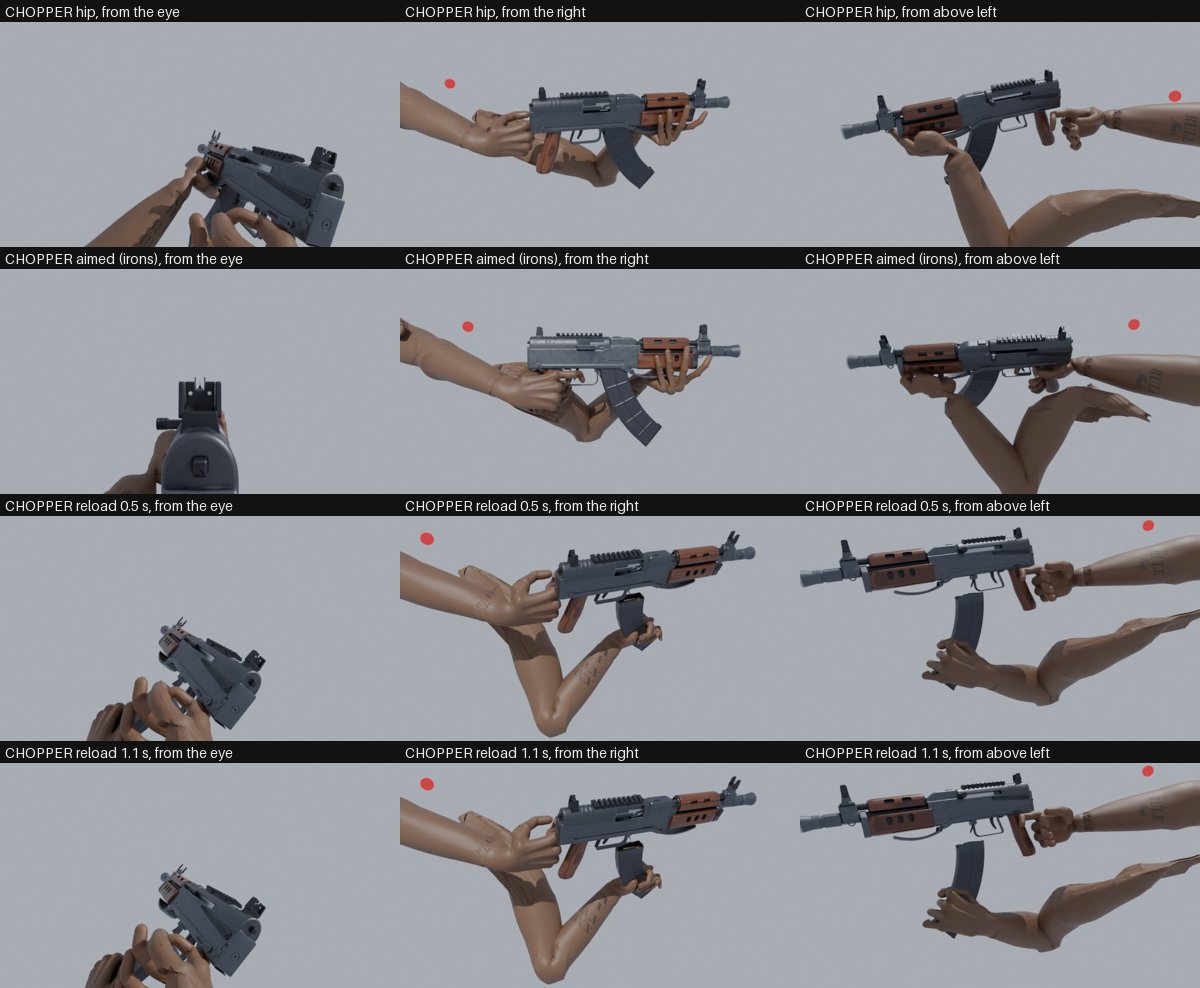 CHOPPER hip, from the eye
CHOPPER hip, from the right
CHOPPER hip, from above left
CHOPPER aimed (irons), from the eye
CHOPPER aimed (irons), from the right
CHOPPER aimed (irons), from above left
CHOPPER reload 0.5 s, from the eye
CHOPPER reload 0.5 s, from the right
CHOPPER reload 0.5 s, from above left
CHOPPER reload 1.1 s, from the eye
CHOPPER reload 1.1 s, from the right
CHOPPER reload 1.1 s, from above left